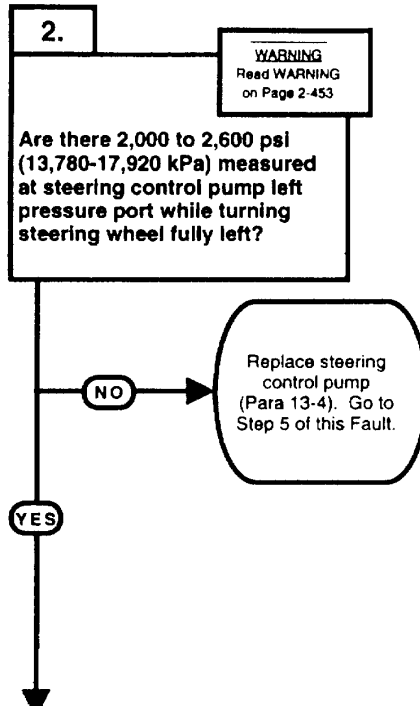 2.
WARNING
Read WARNING
on Page 2-453
Are there 2,000 to 2,600 psi
(13,780-17,920 kPa) measured
at steering control pump left
pressure port while turning
steering wheel fully left?
NO
Replace steering
control pump
(Para 13-4). Go to
Step 5 of this Fault.
YES